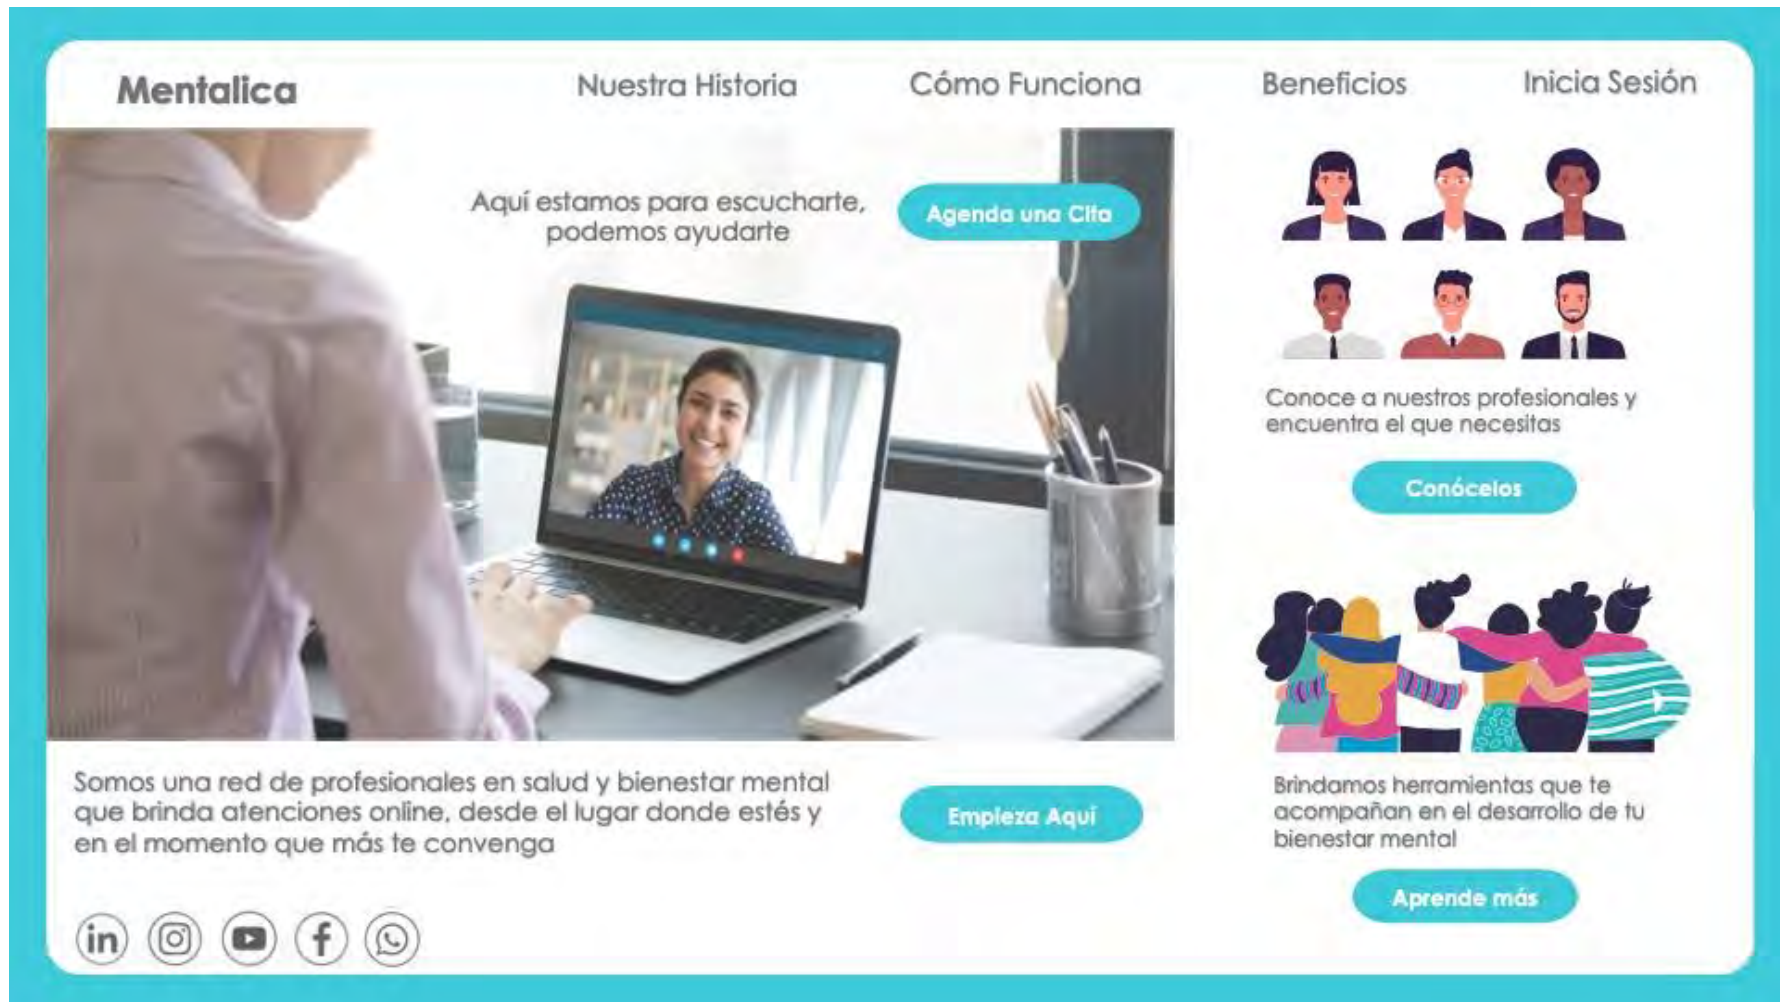 Mentalica
Nuestra Historia
Cómo Funciona
Beneficios
Inicia Sesión
Aquí estamos para escucharte,
podemos ayudarte
Agenda una Cita
Conoce a nuestros profesionales y
encuentra el que necesitas
Conócelos
Somos una red de profesionales en salud y bienestar mental
que brinda atenciones online, desde el lugar donde estés y
en el momento que más te convenga
Empieza Aquí
Brindamos herramientas que te
acompañan en el desarrollo de tu
bienestar mental
Aprende más
in
f